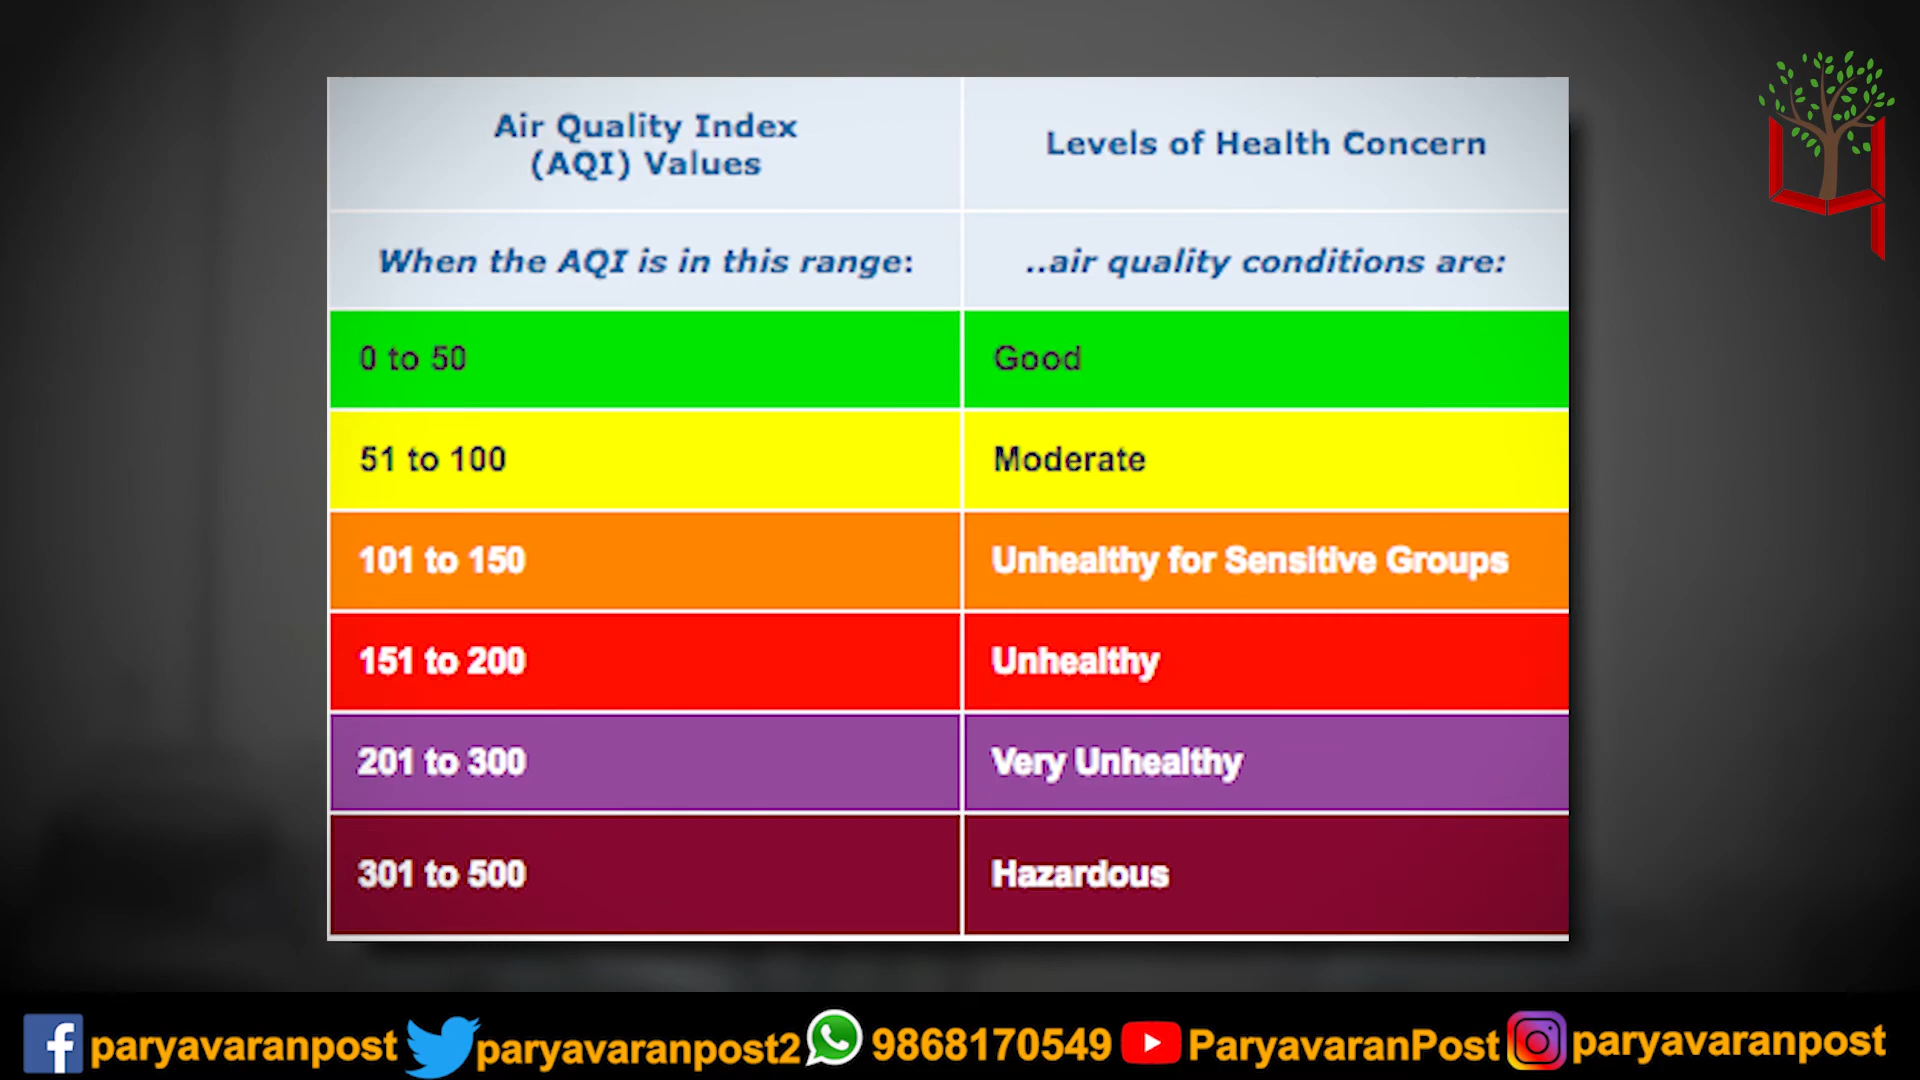 Air Quality Index
(AQI) Values
Levels of Health Concern
When the AQI is in this range:
..air quality conditions are:
0 to 50
Good
51 to 100
Moderate
101 to 150
Unhealthy for Sensitive Groups
151 to 200
Unhealthy
201 to 300
Very Unhealthy
301 to 500
Hazardous
paryavaranpost
paryavaranpost2
9868170549
ParyavaranPost
paryavaranpost